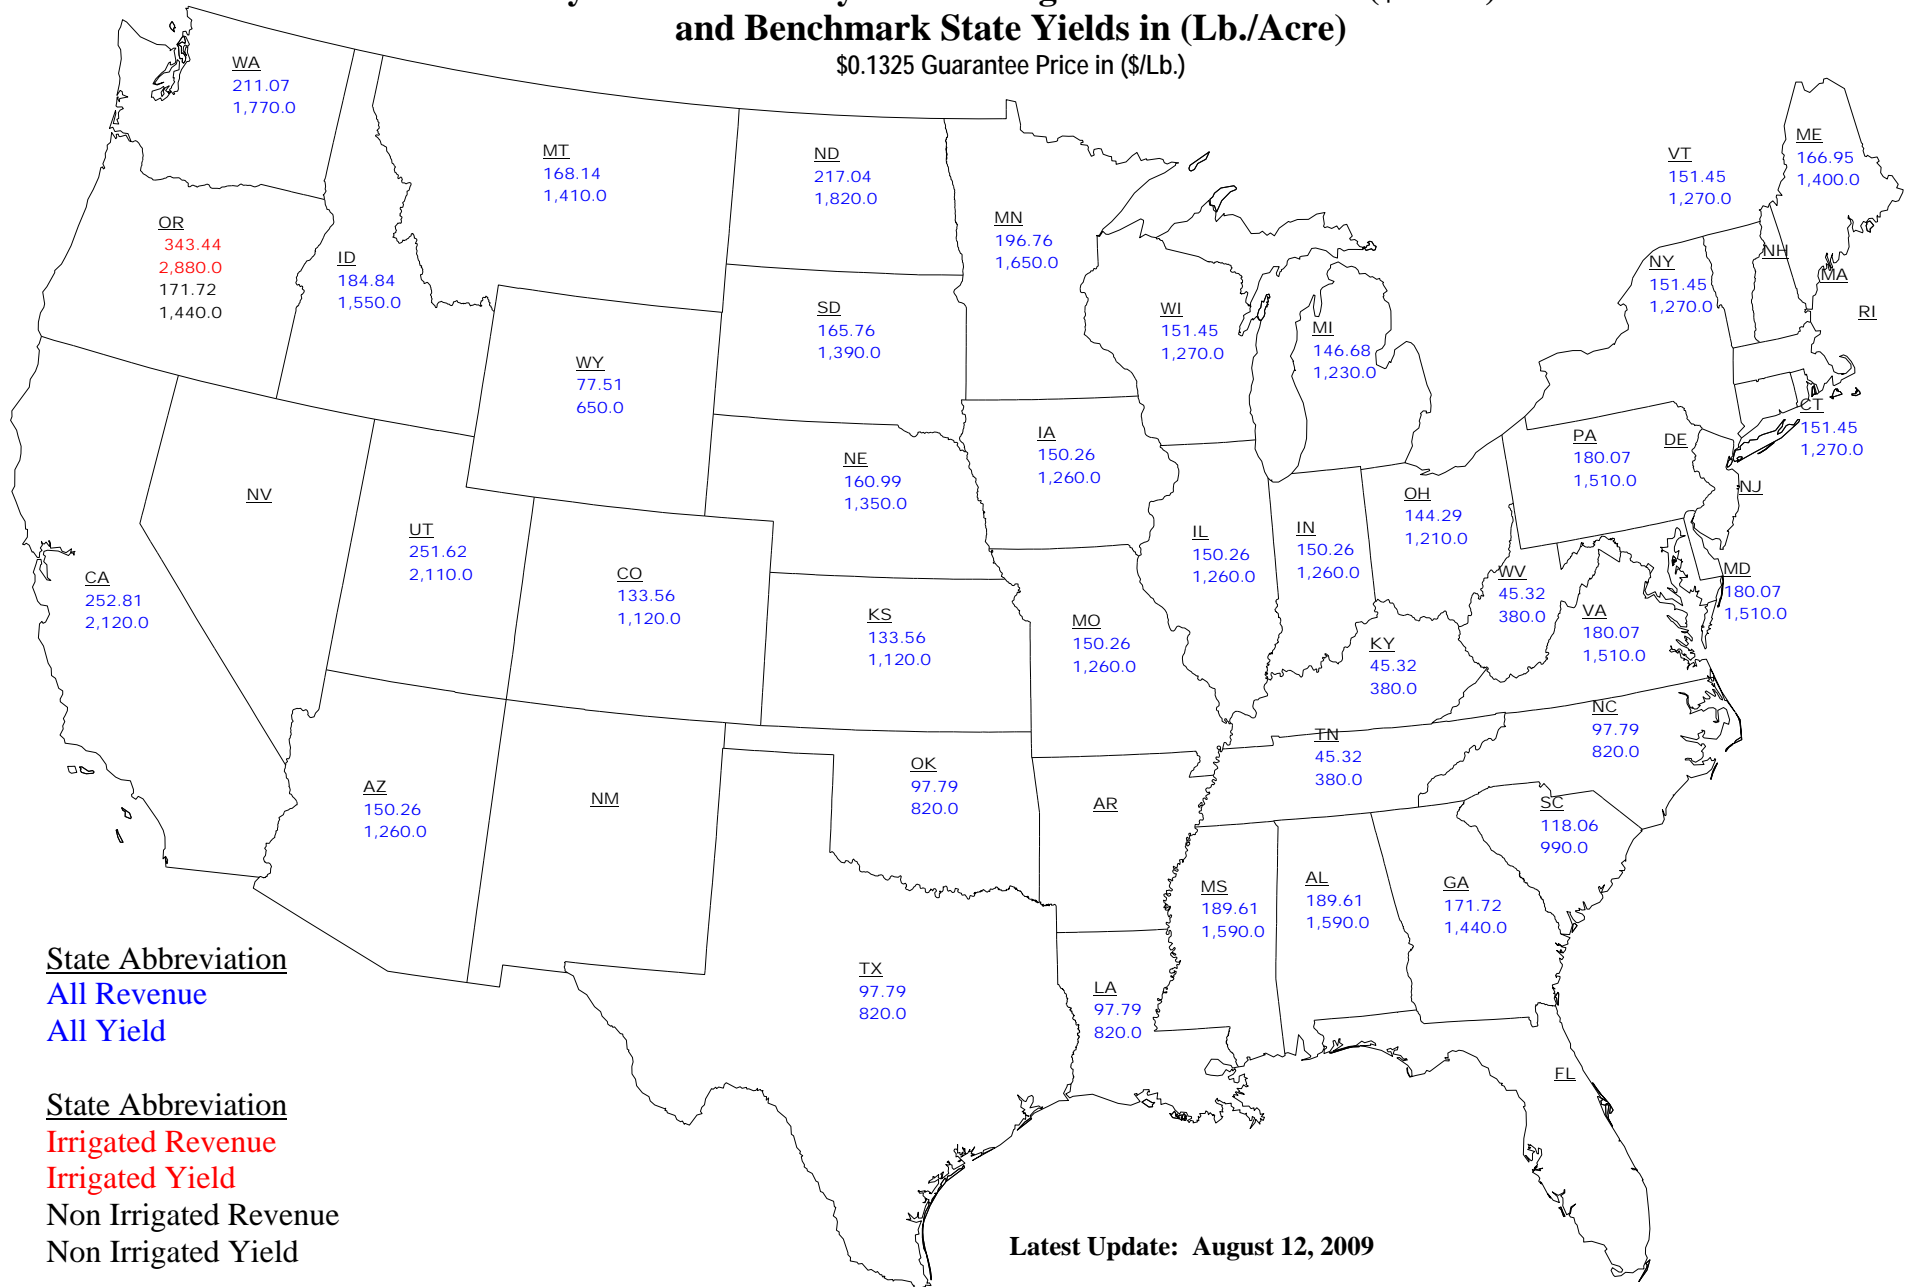 and Benchmark State Yields in (Lb./Acre)
$0.1325 Guarantee Price in ($/Lb.)
WA
211.07
1,770.0
MT
168.14
1,410.0
ND
217.04
1,820.0
MN
196.76
1,650.0
VT
151.45
1,270.0
ME
166.95
1,400.0
OR
343.44
2,880.0
171.72
1,440.0
ID
184.84
1,550.0
WY
77.51
650.0
SD
165.76
1,390.0
WI
151.45
1,270.0
MI
146.68
1,230.0
NY
151.45
1,270.0
NH
MA
RI
CT
151.45
1,270.0
NE
160.99
1,350.0
IA
150.26
1,260.0
PA
180.07
1,510.0
DE
NJ
NV
UT
251.62
2,110.0
CO
133.56
1,120.0
CA
252.81
2,120.0
KS
133.56
1,120.0
MO
150.26
1,260.0
IL
150.26
1,260.0
IN
150.26
1,260.0
OH
144.29
1,210.0
WV
45.32
380.0
MD
180.07
1,510.0
VA
180.07
1,510.0
KY
45.32
380.0
NC
97.79
820.0
TN
45.32
380.0
AZ
150.26
1,260.0
NM
OK
97.79
820.0
AR
SC
118.06
990.0
MS
189.61
1,590.0
AL
189.61
1,590.0
GA
171.72
1,440.0
TX
97.79
820.0
LA
97.79
820.0
FL
State Abbreviation
All Revenue
All Yield
State Abbreviation
Irrigated Revenue
Irrigated Yield
Non Irrigated Revenue
Non Irrigated Yield
Latest Update: August 12, 2009